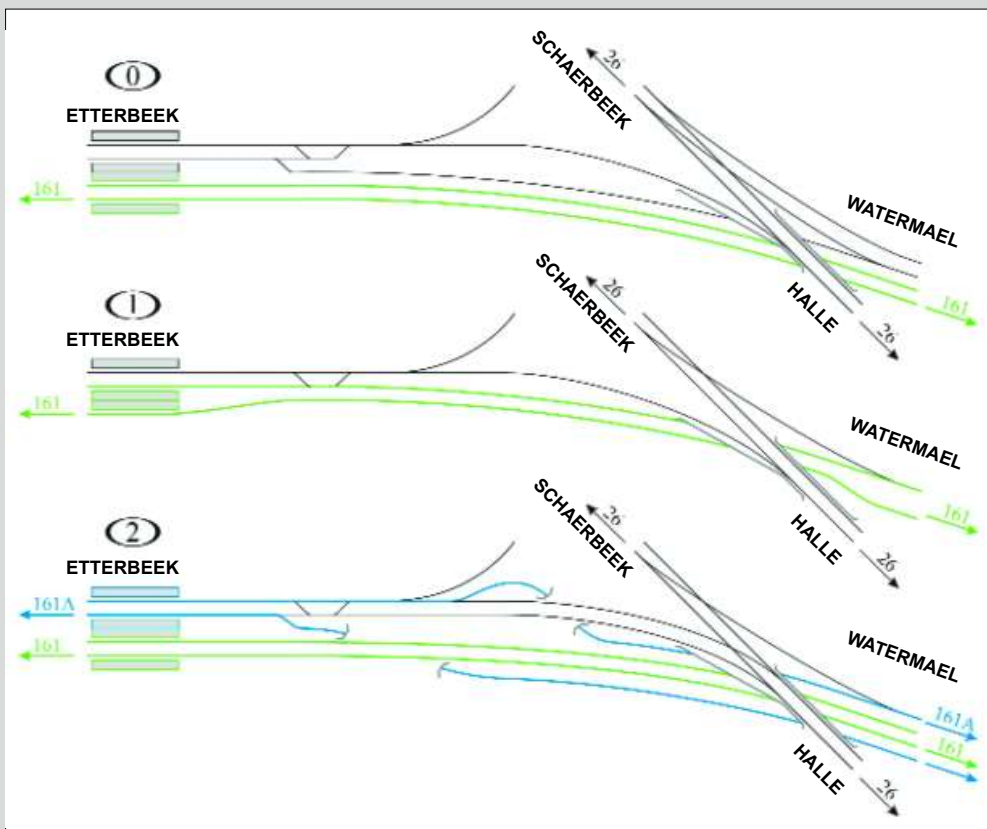 0
ETTERBEEK
SCHAERBEEK
26
161
WATERMAEL
HALLE
26
161
1
ETTERBEEK
SCHAERBEEK
26
161
WATERMAEL
HALLE
26
161
2
ETTERBEEK
SCHAERBEEK
26
161A
161
WATERMAEL
161A
161
HALLE
26